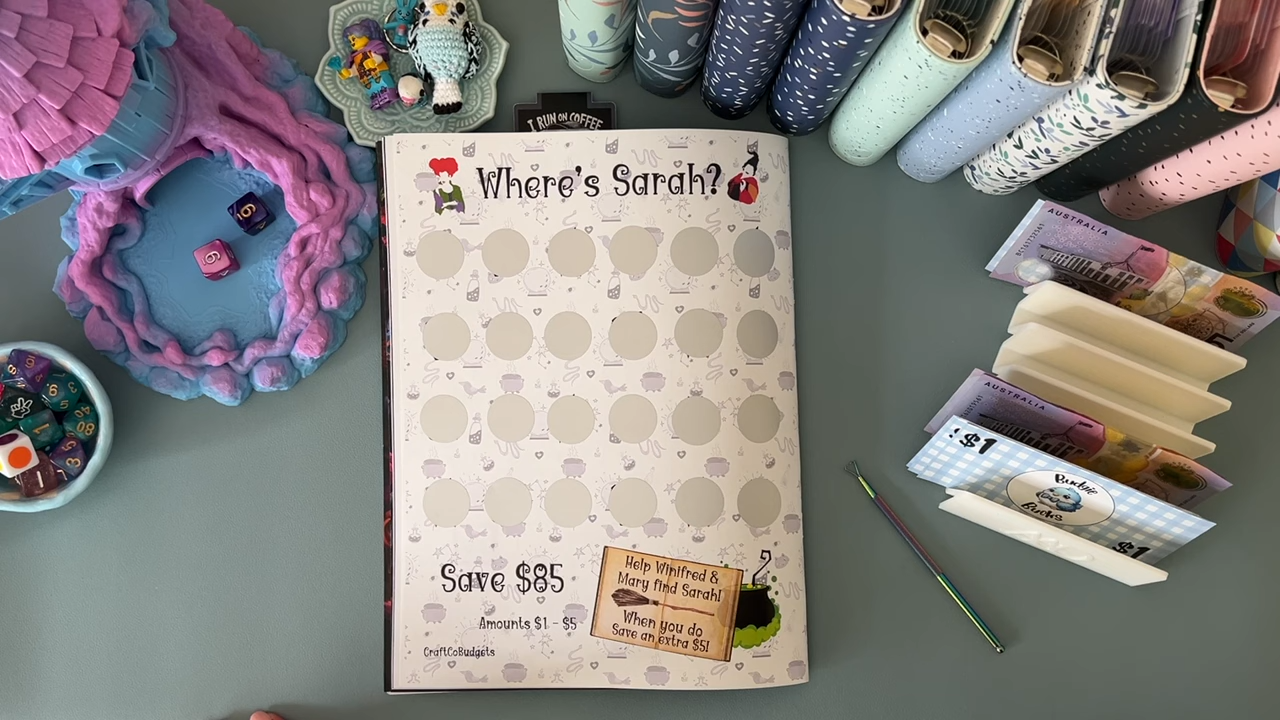 I RUN ON COFFEE
Where's Sarah?
AUSTRALIA
AUSTRALIA
$1
Budgie
Bucks
$1
Save $85
Amounts $1 - $5
CraftCoBudgets
Help Winifred &
Mary find Sarah!
When you do
Save an extra $5!